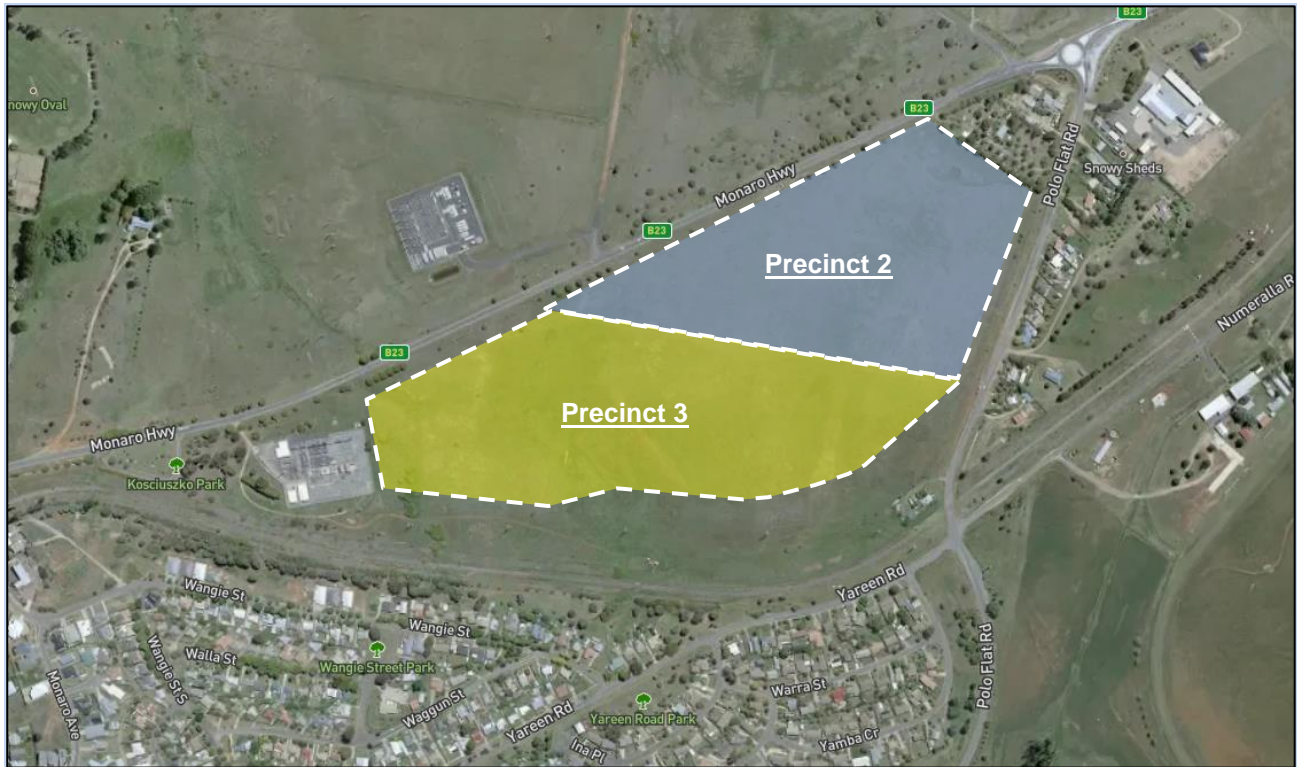 B23
B23
nowy Oval
Snowy Sheds
Polo Flat Rd
Monaro Hwy
B23
Precinct 2
Numeralla R
B23
Precinct 3
Monaro Hwy
Kosciuszko Park
Yareen Rd
Wangie St
Wangie St
Walla St
Wangie Street Park
Wangie St S
Monaro Ave
Waggun St
Yareen Rd
Warra St
Polo Flat Rd
Yareen Road Park
Yamba Cr
Ina Pl